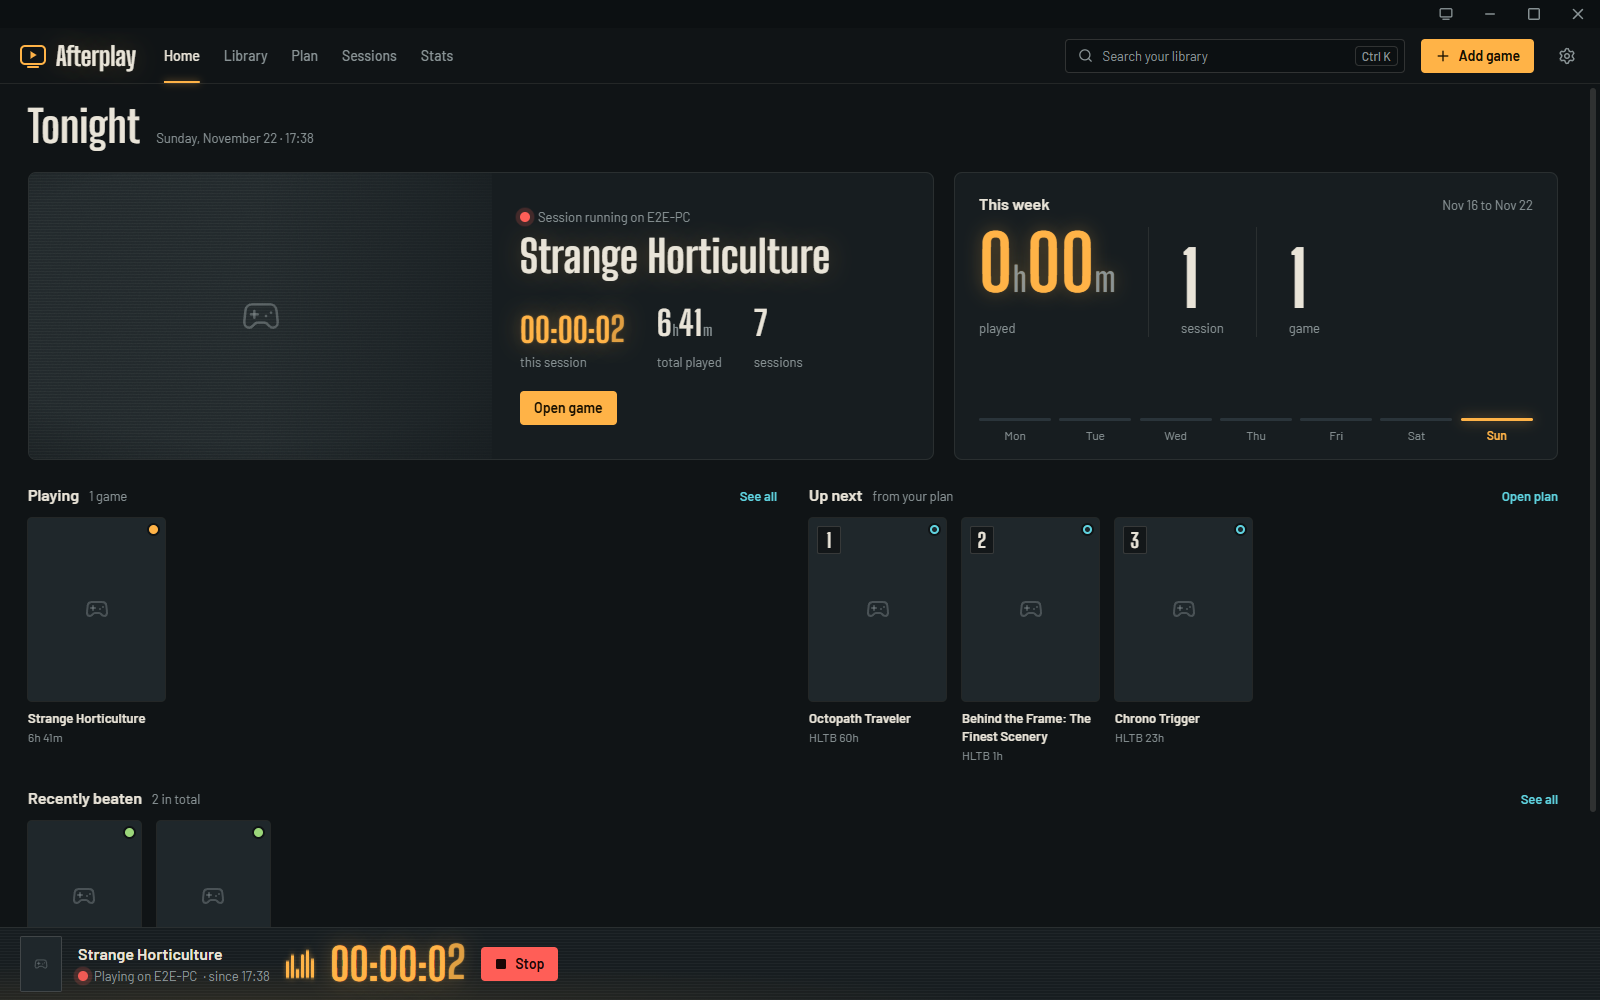 Afterplay
Home
Library
Plan
Sessions
Stats
Search your library
Ctrl K
Add game
Tonight
Sunday, November 22 · 17:38
Session running on E2E-PC
Strange Horticulture
00:00:02
this session
6h41m
total played
7
sessions
Open game
This week
Nov 16 to Nov 22
0h00m
played
1
session
1
game
Mon
Tue
Wed
Thu
Fri
Sat
Sun
Playing
1 game
See all
Strange Horticulture
6h 41m
Up next
from your plan
Open plan
1
Octopath Traveler
HLTB 60h
2
Behind the Frame: The
Finest Scenery
HLTB 1h
3
Chrono Trigger
HLTB 23h
Recently beaten
2 in total
See all
Strange Horticulture
Playing on E2E-PC · since 17:38
00:00:02
Stop